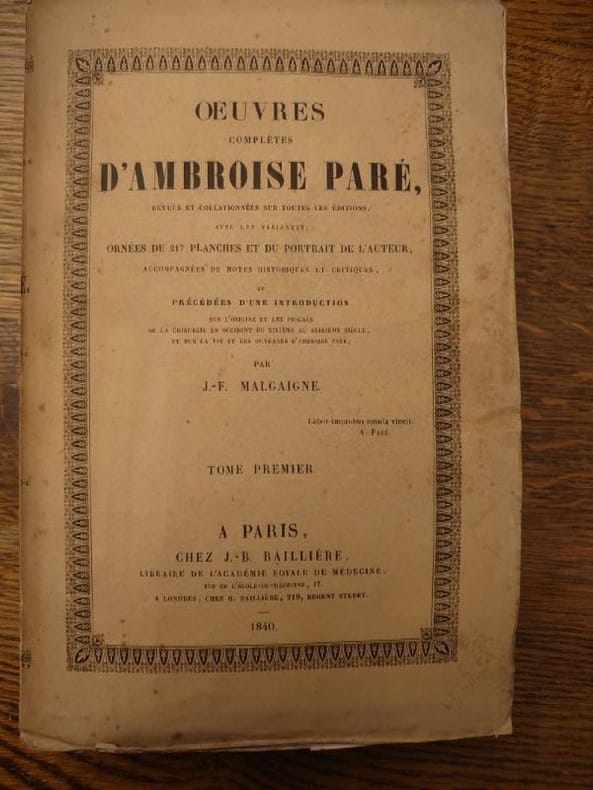 OEUVRES
COMPLÈTES
D'AMBROISE PARÉ,
REVUES ET COLLATIONNÉES SUR TOUTES LES ÉDITIONS,
AVEC LES VARIANTES;
ORNÉES DE 217 PLANCHES ET DU PORTRAIT DE L'AUTEUR,
ACCOMPAGNÉES DE NOTES HISTORIQUES ET CRITIQUES,
ET
PRÉCÉDÉES D'UNE INTRODUCTION
SUR L'ORIGINE ET LES PROGRÈS
DE LA CHIRURGIE EN OCCIDENT DU SIXIÈME AU SEIZIÈME SIÈCLE,
ET SUR LA VIE ET LES OUVRAGES D'AMBROISE PARÉ,
PAR
J.-F. MALGAIGNE.
Labor improbus omnia vincit.
A. PARÉ.
TOME PREMIER.
A PARIS,
CHEZ J.-B. BAILLIÈRE,
LIBRAIRE DE L'ACADÉMIE ROYALE DE MÉDECINE,
RUE DE L'ÉCOLE-DE-MÉDECINE, 17.
A LONDRES, CHEZ H. BAILLIÈRE, 219, REGENT STREET.
1840.